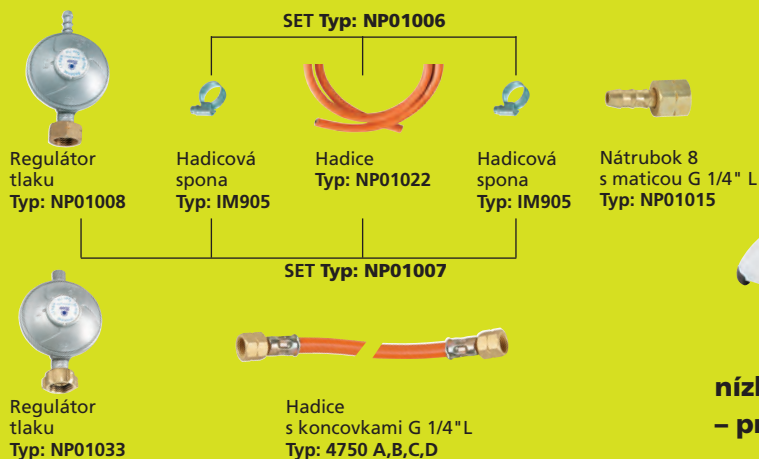 SET Typ: NP01006
Regulátor
tlaku
Typ: NP01008
Hadicová
spona
Typ: IM905
Hadice
Typ: NP01022
Hadicová
spona
Typ: IM905
Nátrubok 8
s maticou G 1/4" L
Typ: NP01015
SET Typ: NP01007
Regulátor
tlaku
Typ: NP01033
Hadice
s koncovkami G 1/4"L
Typ: 4750 A,B,C,D